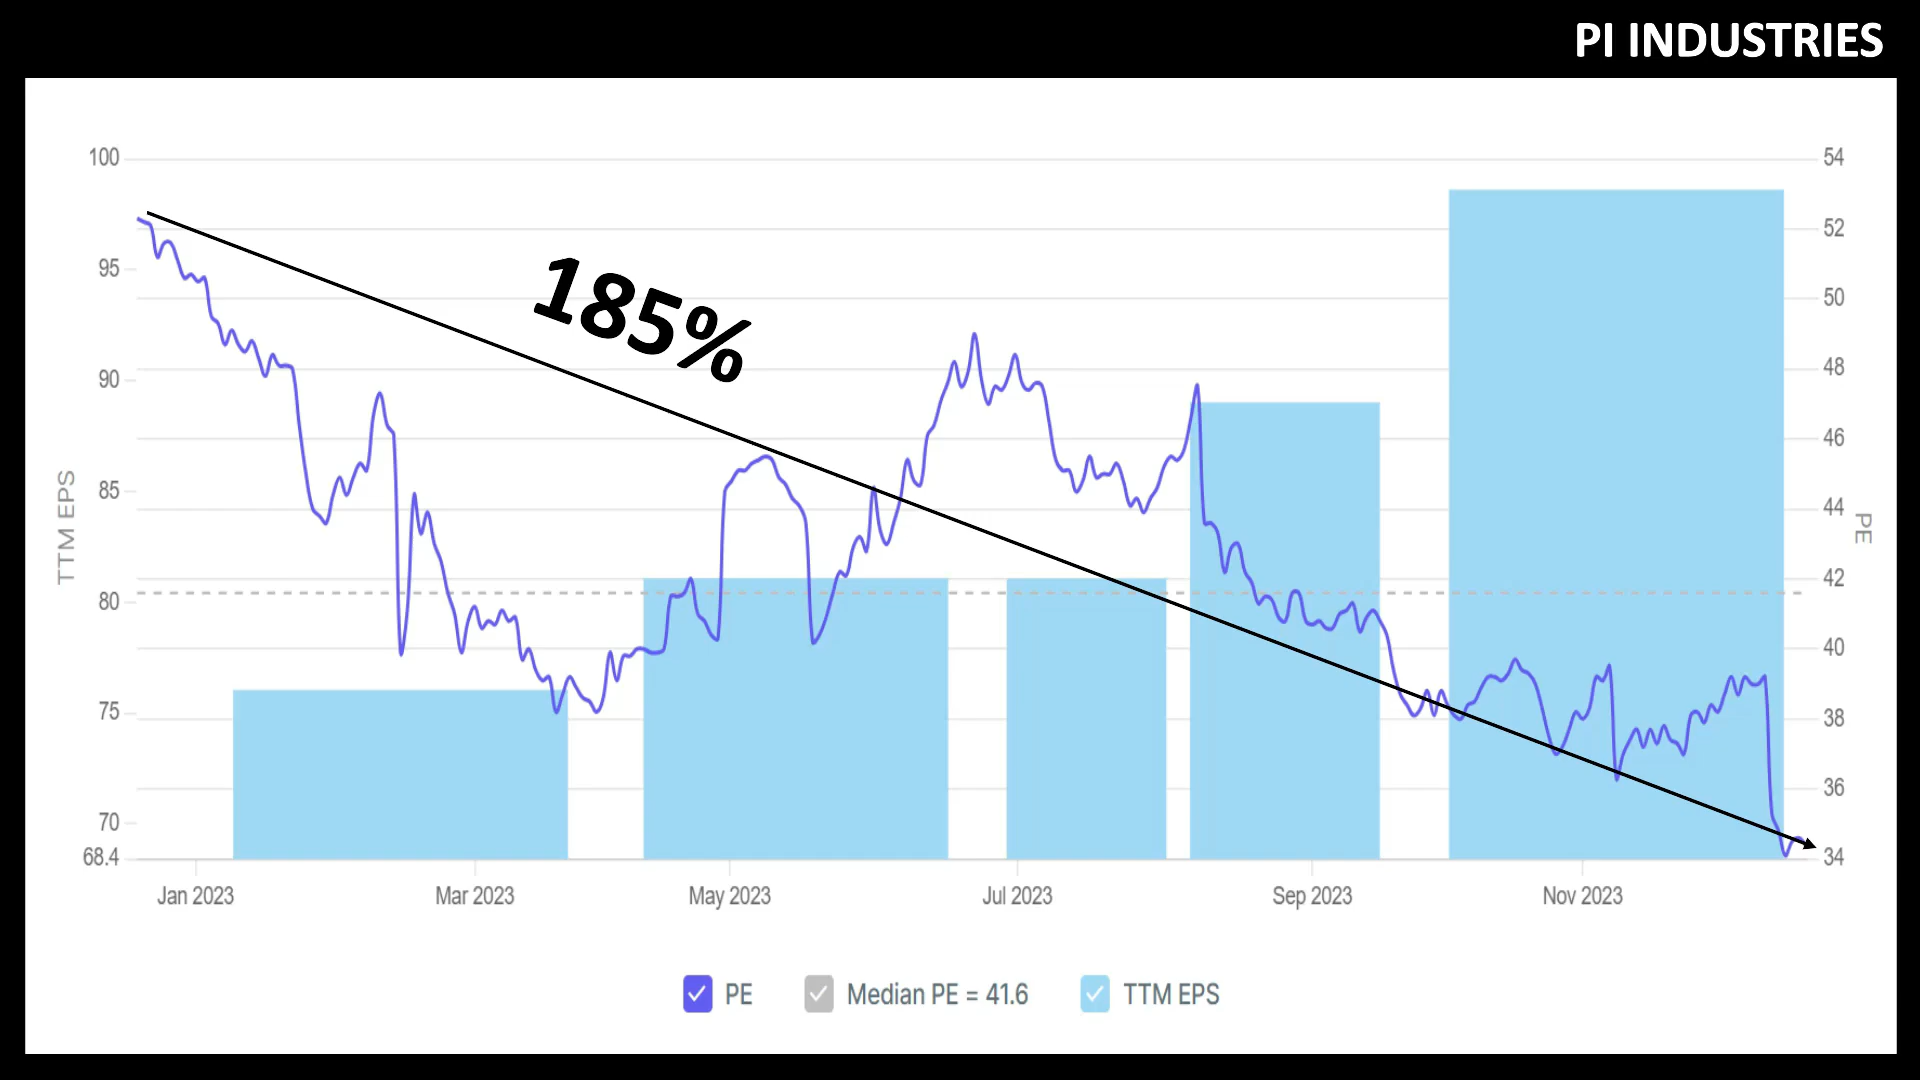 PI INDUSTRIES
100
95
90
85
80
75
70
68.4
TTM EPS
185%
54
52
50
48
46
44
42
40
38
36
34
PE
Jan 2023
Mar 2023
May 2023
Jul 2023
Sep 2023
Nov 2023
PE
Median PE = 41.6
TTM EPS